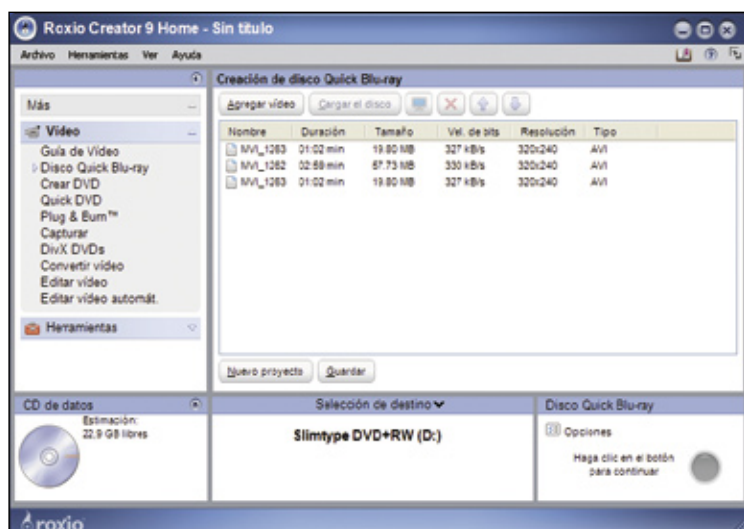 Roxio Creator 9 Home - Sin título
Archivo Herramientas Ver Ayuda
Creación de disco Quick Blu-ray
Más
Vídeo
Guía de Vídeo
Disco Quick Blu-ray
Crear DVD
Quick DVD
Plug & Burn™
Capturar
DivX DVDs
Convertir vídeo
Editar vídeo
Editar vídeo automát.
Herramientas
Agregar vídeo Cargar el disco
Nombre Duración Tamaño Vel. de bits Resolución Tipo
MVI_1263 01:02 min 19.80 MB 327 kB/s 320x240 AVI
MVI_1262 02:58 min 57.73 MB 330 kB/s 320x240 AVI
MVI_1263 01:02 min 19.80 MB 327 kB/s 320x240 AVI
Nuevo proyecto Guardar
CD de datos
Estimación:
22,9 GB libres
Selección de destino
Slimtype DVD+RW (D:)
Disco Quick Blu-ray
Opciones
Haga clic en el botón
para continuar
roxio